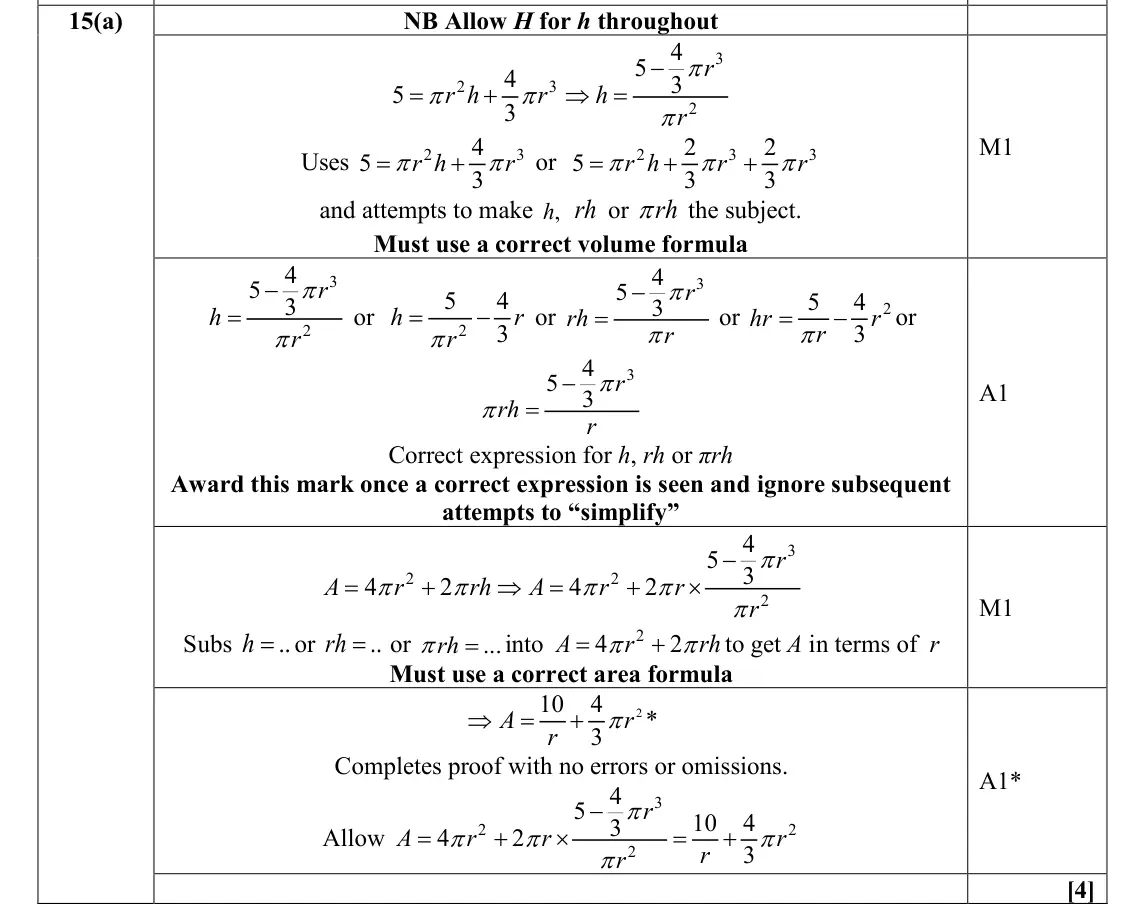 15(a)
NB Allow H for h throughout
5 = πr²h + 4/3 πr³ ⇒ h = (5 − 4/3 πr³)/(πr²)
Uses 5 = πr²h + 4/3 πr³ or 5 = πr²h + 2/3 πr³ + 2/3 πr³
and attempts to make h, rh or πrh the subject.
Must use a correct volume formula
M1
h = (5 − 4/3 πr³)/(πr²) or h = 5/(πr²) − 4/3 r or rh = (5 − 4/3 πr³)/(πr) or hr = 5/(πr) − 4/3 r² or
πrh = (5 − 4/3 πr³)/r
Correct expression for h, rh or πrh
Award this mark once a correct expression is seen and ignore subsequent
attempts to “simplify”
A1
A = 4πr² + 2πrh ⇒ A = 4πr² + 2πr × (5 − 4/3 πr³)/(πr²)
Subs h = .. or rh = .. or πrh = ... into A = 4πr² + 2πrh to get A in terms of r
Must use a correct area formula
M1
⇒ A = 10/r + 4/3 πr² *
Completes proof with no errors or omissions.
Allow A = 4πr² + 2πr × (5 − 4/3 πr³)/(πr²) = 10/r + 4/3 πr²
A1*
[4]